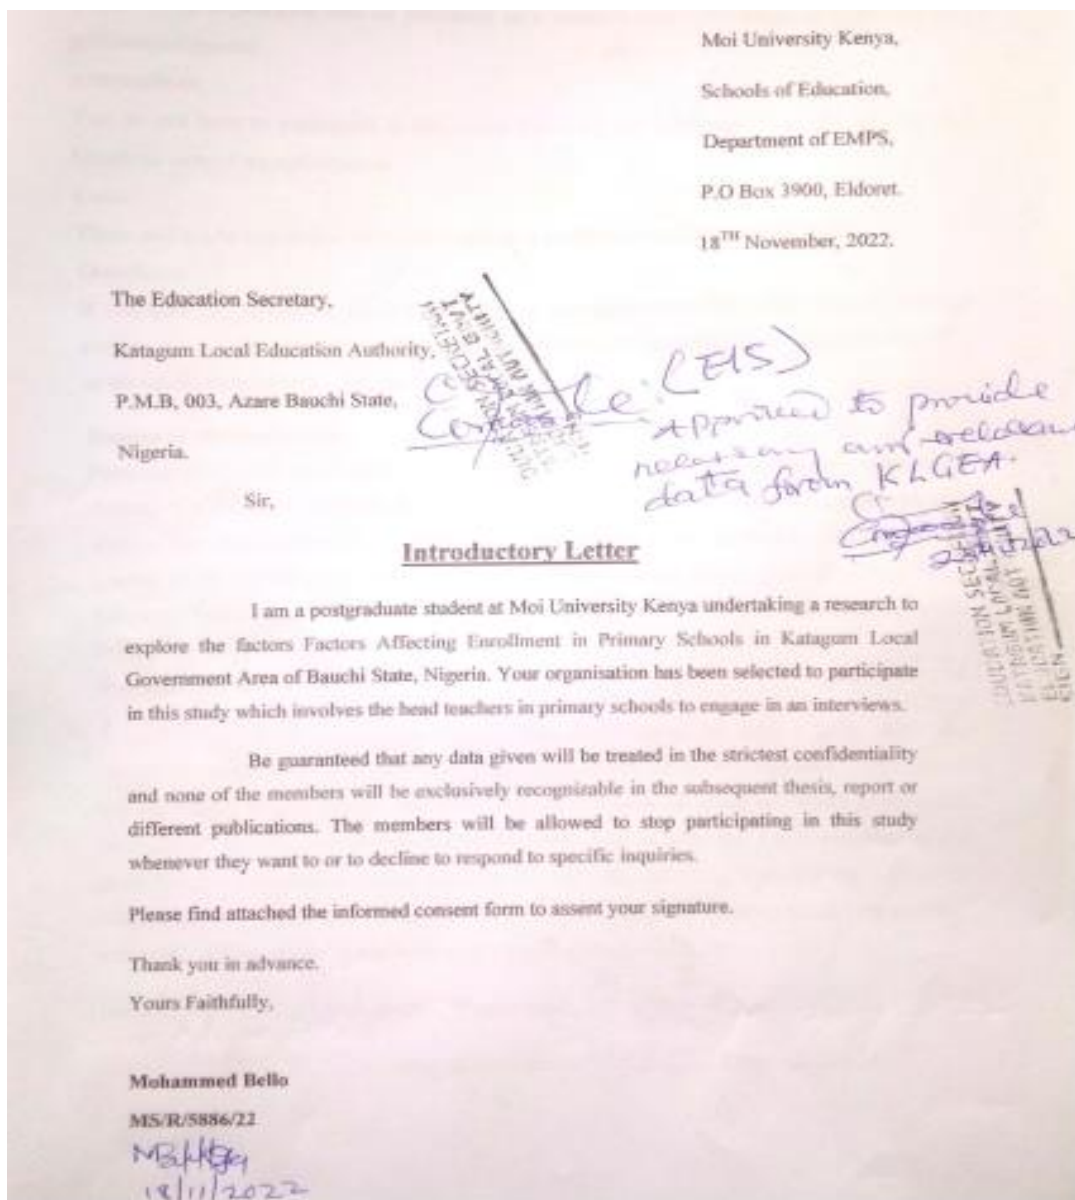 Moi University Kenya,
Schools of Education,
Department of EMPS,
P.O Box 3900, Eldoret.
18TH November, 2022.
The Education Secretary,
Katagum Local Education Authority,
P.M.B, 003, Azare Bauchi State,
Nigeria.
(EIS)
Approved to provide
necessary and relevant
data from KLGEA.
Sir,
Introductory Letter
I am a postgraduate student at Moi University Kenya undertaking a research to
explore the factors Factors Affecting Enrollment in Primary Schools in Katagum Local
Government Area of Bauchi State, Nigeria. Your organisation has been selected to participate
in this study which involves the head teachers in primary schools to engage in an interviews.
Be guaranteed that any data given will be treated in the strictest confidentiality
and none of the members will be exclusively recognizable in the subsequent thesis, report or
different publications. The members will be allowed to stop participating in this study
whenever they want to or to decline to respond to specific inquiries.
Please find attached the informed consent form to assent your signature.
Thank you in advance.
Yours Faithfully,
Mohammed Bello
MS/R/5886/22
18/11/2022